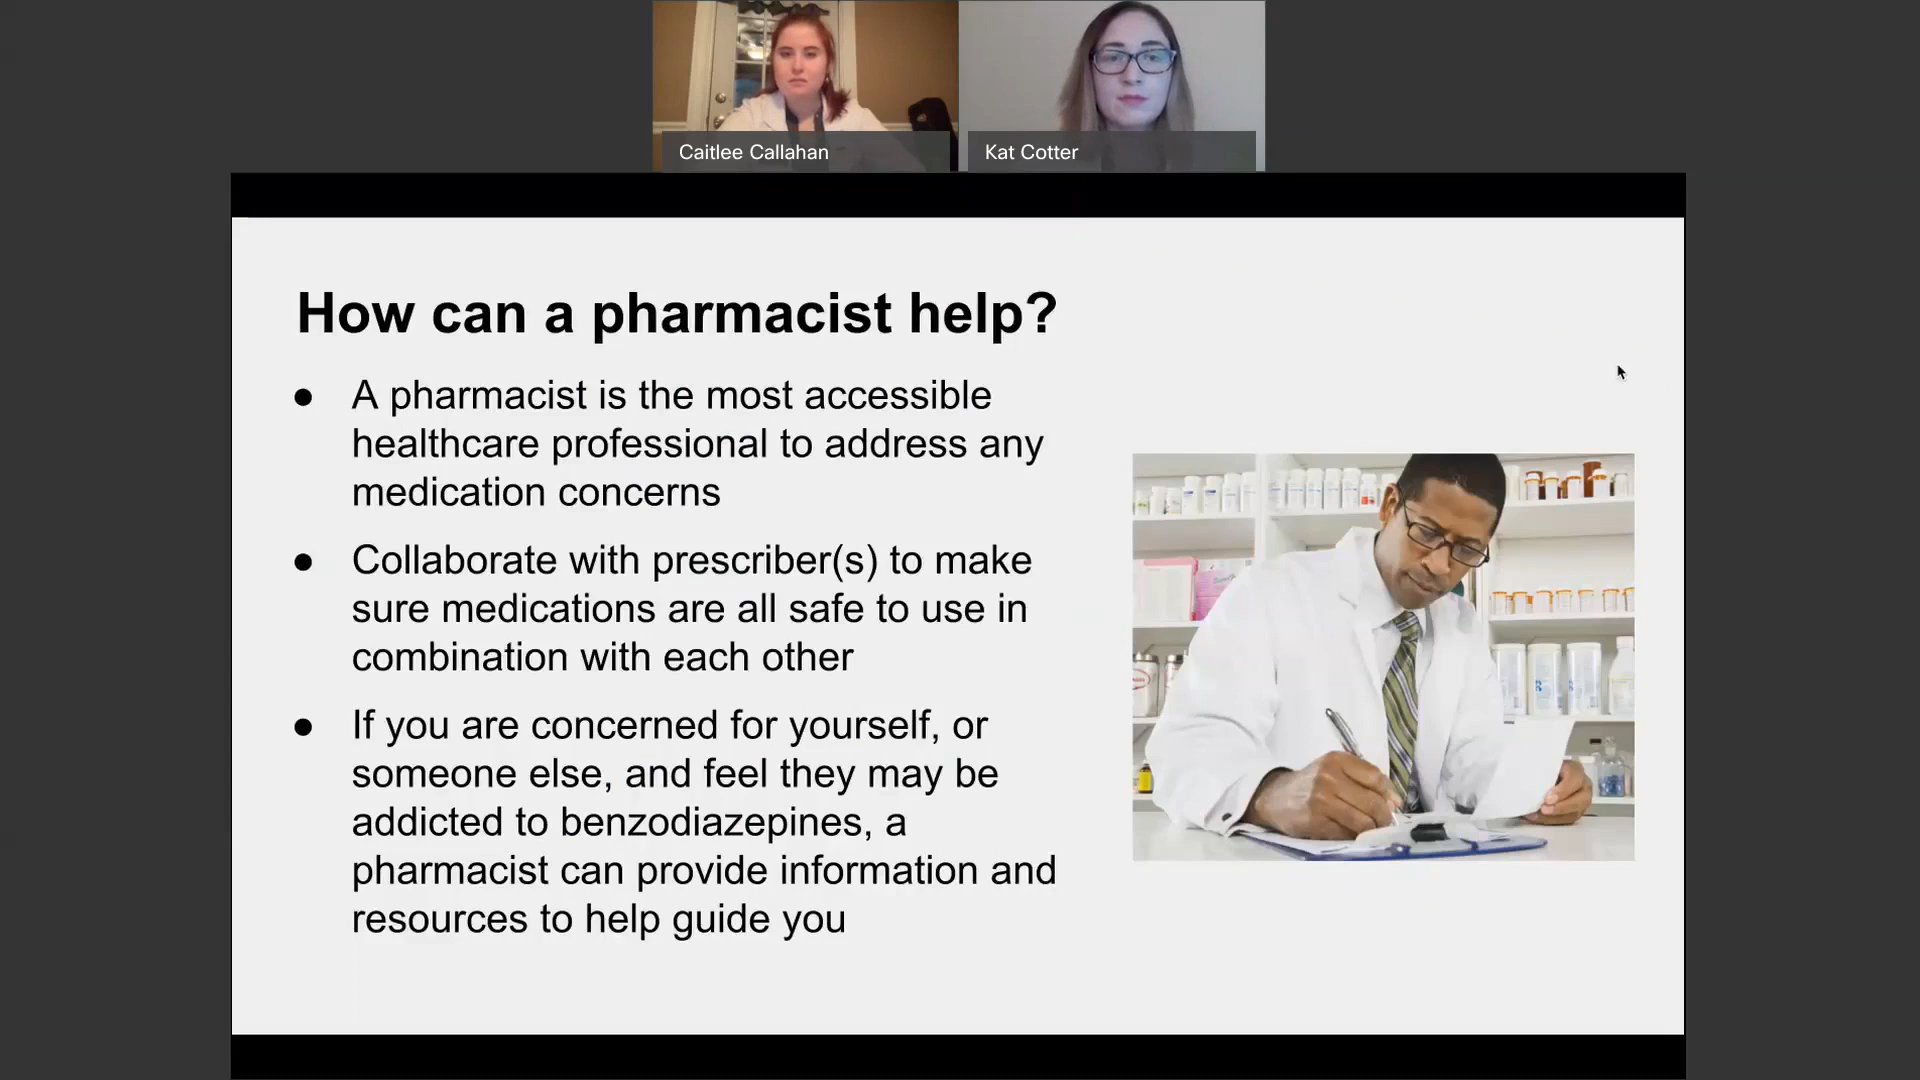 Caitlee Callahan
Kat Cotter
How can a pharmacist help?
● A pharmacist is the most accessible
healthcare professional to address any
medication concerns
● Collaborate with prescriber(s) to make
sure medications are all safe to use in
combination with each other
● If you are concerned for yourself, or
someone else, and feel they may be
addicted to benzodiazepines, a
pharmacist can provide information and
resources to help guide you